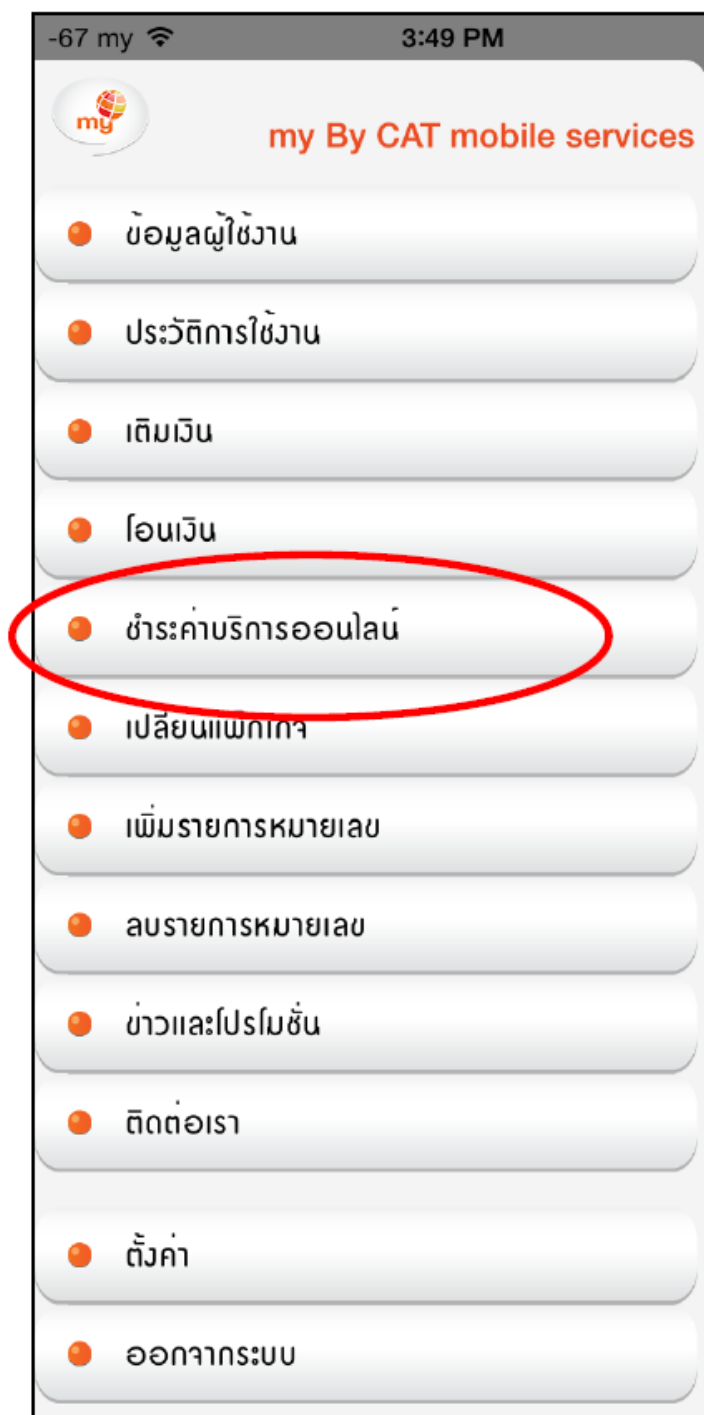 -67 my 3:49 PM
my
my By CAT mobile services
ข้อมูลผู้ใช้งาน
ประวัติการใช้งาน
เติมเงิน
โอนเงิน
ชำระค่าบริการออนไลน์
เปลี่ยนแพ็กเกจ
เพิ่มรายการหมายเลข
ลบรายการหมายเลข
ข่าวและโปรโมชั่น
ติดต่อเรา
ตั้งค่า
ออกจากระบบ